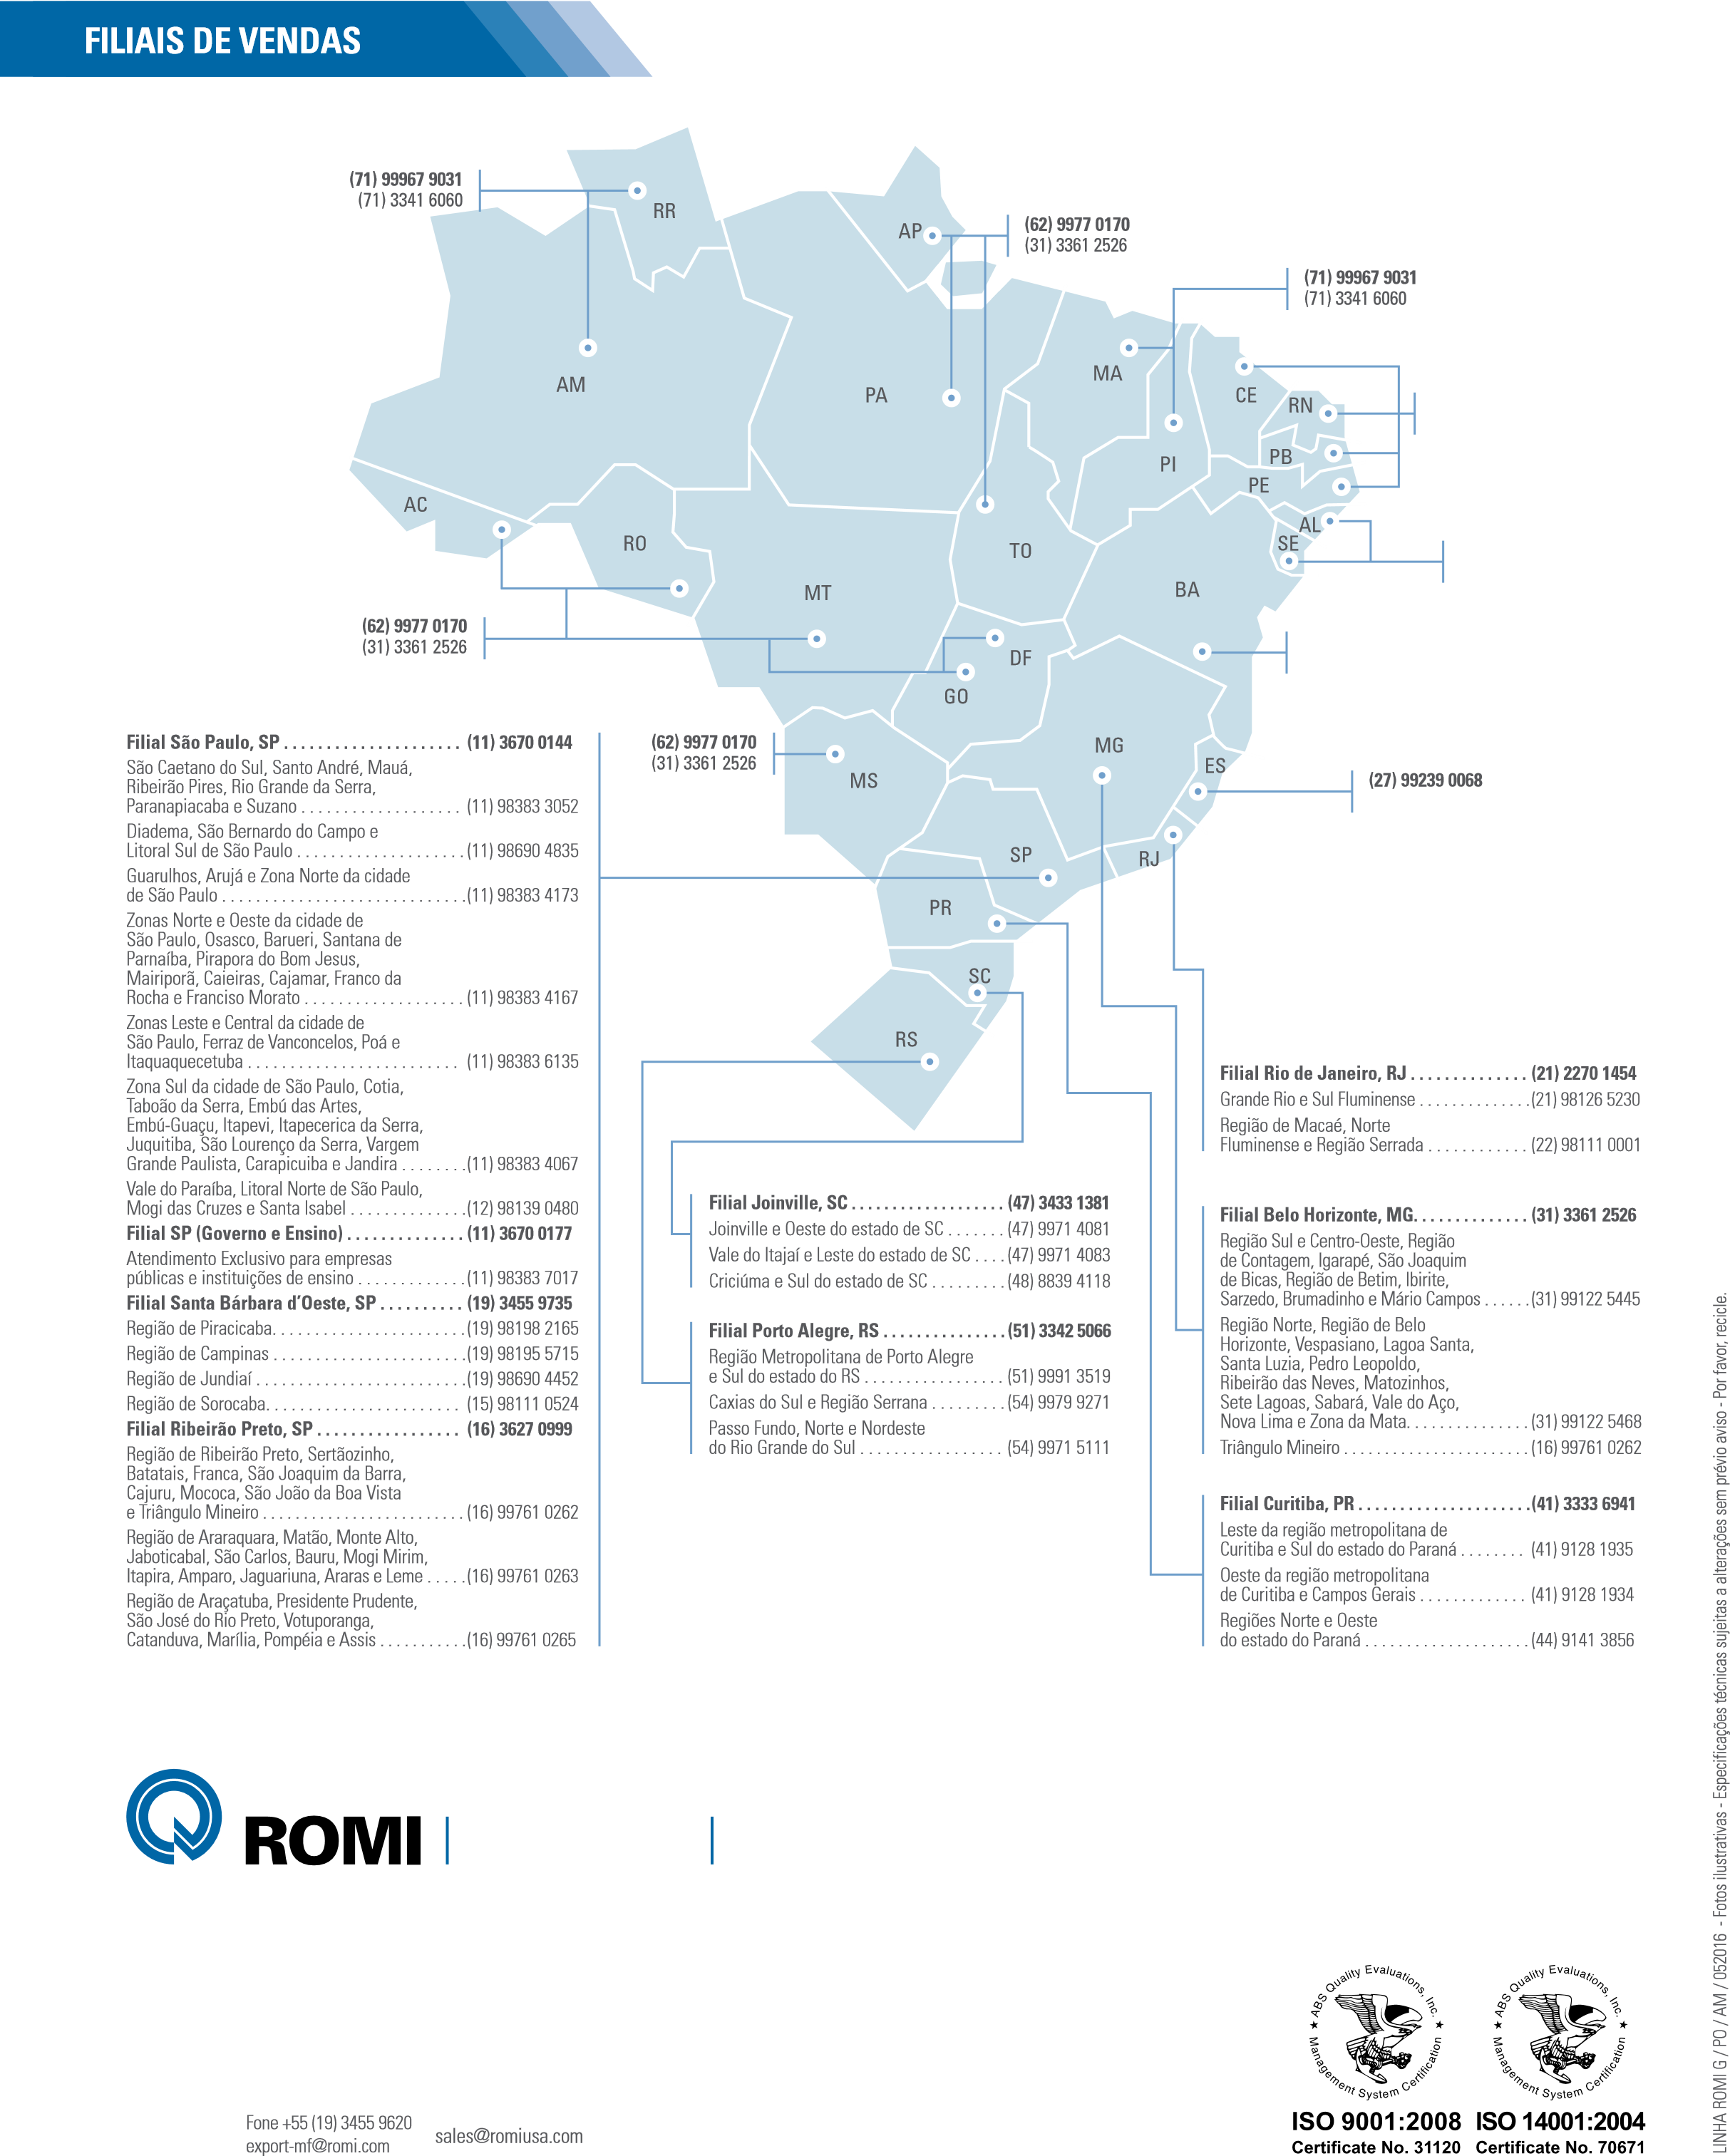 FILIAIS DE VENDAS
(71) 99967 9031
(71) 3341 6060
RR
AP
(62) 9977 0170
(31) 3361 2526
(71) 99967 9031
(71) 3341 6060
AM
PA
MA
CE
RN
PI
PB
PE
AC
AL
SE
RO
TO
MT
BA
(62) 9977 0170
(31) 3361 2526
DF
GO
(62) 9977 0170
(31) 3361 2526
MS
MG
ES
(27) 99239 0068
SP
RJ
PR
SC
RS
Filial São Paulo, SP . . . . . . . . . . . . . . . . . . . . . (11) 3670 0144
São Caetano do Sul, Santo André, Mauá,
Ribeirão Pires, Rio Grande da Serra,
Paranapiacaba e Suzano . . . . . . . . . . . . . . . . . . . (11) 98383 3052
Diadema, São Bernardo do Campo e
Litoral Sul de São Paulo . . . . . . . . . . . . . . . . . . . . (11) 98690 4835
Guarulhos, Arujá e Zona Norte da cidade
de São Paulo . . . . . . . . . . . . . . . . . . . . . . . . . . . . . (11) 98383 4173
Zonas Norte e Oeste da cidade de
São Paulo, Osasco, Barueri, Santana de
Parnaíba, Pirapora do Bom Jesus,
Mairiporã, Caieiras, Cajamar, Franco da
Rocha e Franciso Morato . . . . . . . . . . . . . . . . . . . (11) 98383 4167
Zonas Leste e Central da cidade de
São Paulo, Ferraz de Vanconcelos, Poá e
Itaquaquecetuba . . . . . . . . . . . . . . . . . . . . . . . . . (11) 98383 6135
Zona Sul da cidade de São Paulo, Cotia,
Taboão da Serra, Embú das Artes,
Embú-Guaçu, Itapevi, Itapecerica da Serra,
Juquitiba, São Lourenço da Serra, Vargem
Grande Paulista, Carapicuiba e Jandira . . . . . . . . (11) 98383 4067
Vale do Paraíba, Litoral Norte de São Paulo,
Mogi das Cruzes e Santa Isabel . . . . . . . . . . . . . . (12) 98139 0480
Filial SP (Governo e Ensino) . . . . . . . . . . . . . . (11) 3670 0177
Atendimento Exclusivo para empresas
públicas e instituições de ensino . . . . . . . . . . . . . (11) 98383 7017
Filial Santa Bárbara d’Oeste, SP . . . . . . . . . . (19) 3455 9735
Região de Piracicaba. . . . . . . . . . . . . . . . . . . . . . . (19) 98198 2165
Região de Campinas . . . . . . . . . . . . . . . . . . . . . . . (19) 98195 5715
Região de Jundiaí . . . . . . . . . . . . . . . . . . . . . . . . . (19) 98690 4452
Região de Sorocaba. . . . . . . . . . . . . . . . . . . . . . . (15) 98111 0524
Filial Ribeirão Preto, SP . . . . . . . . . . . . . . . . . (16) 3627 0999
Região de Ribeirão Preto, Sertãozinho,
Batatais, Franca, São Joaquim da Barra,
Cajuru, Mococa, São João da Boa Vista
e Triângulo Mineiro . . . . . . . . . . . . . . . . . . . . . . . . (16) 99761 0262
Região de Araraquara, Matão, Monte Alto,
Jaboticabal, São Carlos, Bauru, Mogi Mirim,
Itapira, Amparo, Jaguariuna, Araras e Leme . . . . . (16) 99761 0263
Região de Araçatuba, Presidente Prudente,
São José do Rio Preto, Votuporanga,
Catanduva, Marília, Pompéia e Assis . . . . . . . . . . . (16) 99761 0265
Filial Joinville, SC . . . . . . . . . . . . . . . . . . (47) 3433 1381
Joinville e Oeste do estado de SC . . . . . . . (47) 9971 4081
Vale do Itajaí e Leste do estado de SC . . . . (47) 9971 4083
Criciúma e Sul do estado de SC . . . . . . . . . (48) 8839 4118
Filial Porto Alegre, RS . . . . . . . . . . . . . . . (51) 3342 5066
Região Metropolitana de Porto Alegre
e Sul do estado do RS . . . . . . . . . . . . . . . . . (51) 9991 3519
Caxias do Sul e Região Serrana . . . . . . . . . (54) 9979 9271
Passo Fundo, Norte e Nordeste
do Rio Grande do Sul . . . . . . . . . . . . . . . . . (54) 9971 5111
Filial Rio de Janeiro, RJ . . . . . . . . . . . . . . (21) 2270 1454
Grande Rio e Sul Fluminense . . . . . . . . . . . . . . (21) 98126 5230
Região de Macaé, Norte
Fluminense e Região Serrada . . . . . . . . . . . . (22) 98111 0001
Filial Belo Horizonte, MG. . . . . . . . . . . . . . (31) 3361 2526
Região Sul e Centro-Oeste, Região
de Contagem, Igarapé, São Joaquim
de Bicas, Região de Betim, Ibirite,
Sarzedo, Brumadinho e Mário Campos . . . . . . (31) 99122 5445
Região Norte, Região de Belo
Horizonte, Vespasiano, Lagoa Santa,
Santa Luzia, Pedro Leopoldo,
Ribeirão das Neves, Matozinhos,
Sete Lagoas, Sabará, Vale do Aço,
Nova Lima e Zona da Mata. . . . . . . . . . . . . . . (31) 99122 5468
Triângulo Mineiro . . . . . . . . . . . . . . . . . . . . . . . (16) 99761 0262
Filial Curitiba, PR . . . . . . . . . . . . . . . . . . . . . (41) 3333 6941
Leste da região metropolitana de
Curitiba e Sul do estado do Paraná . . . . . . . . (41) 9128 1935
Oeste da região metropolitana
de Curitiba e Campos Gerais . . . . . . . . . . . . . (41) 9128 1934
Regiões Norte e Oeste
do estado do Paraná . . . . . . . . . . . . . . . . . . . . (44) 9141 3856
LINHA ROMI G / PO / AM / 052016 - Fotos ilustrativas - Especificações técnicas sujeitas a alterações sem prévio aviso - Por favor, recicle.
ROMI
ABS Quality Evaluations, Inc.
Management System Certification
ISO 9001:2008
Certificate No. 31120
ABS Quality Evaluations, Inc.
Management System Certification
ISO 14001:2004
Certificate No. 70671
Fone +55 (19) 3455 9620
export-mf@romi.com
sales@romiusa.com